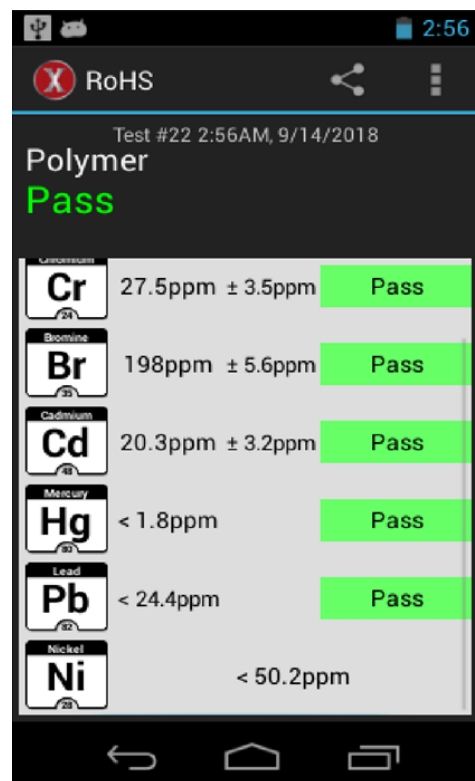 2:56
X RoHS
Test #22 2:56AM, 9/14/2018
Polymer
Pass
Chromium
Cr 27.5ppm ± 3.5ppm Pass
24
Bromine
Br 198ppm ± 5.6ppm Pass
35
Cadmium
Cd 20.3ppm ± 3.2ppm Pass
48
Mercury
Hg < 1.8ppm Pass
80
Lead
Pb < 24.4ppm Pass
82
Nickel
Ni < 50.2ppm
28